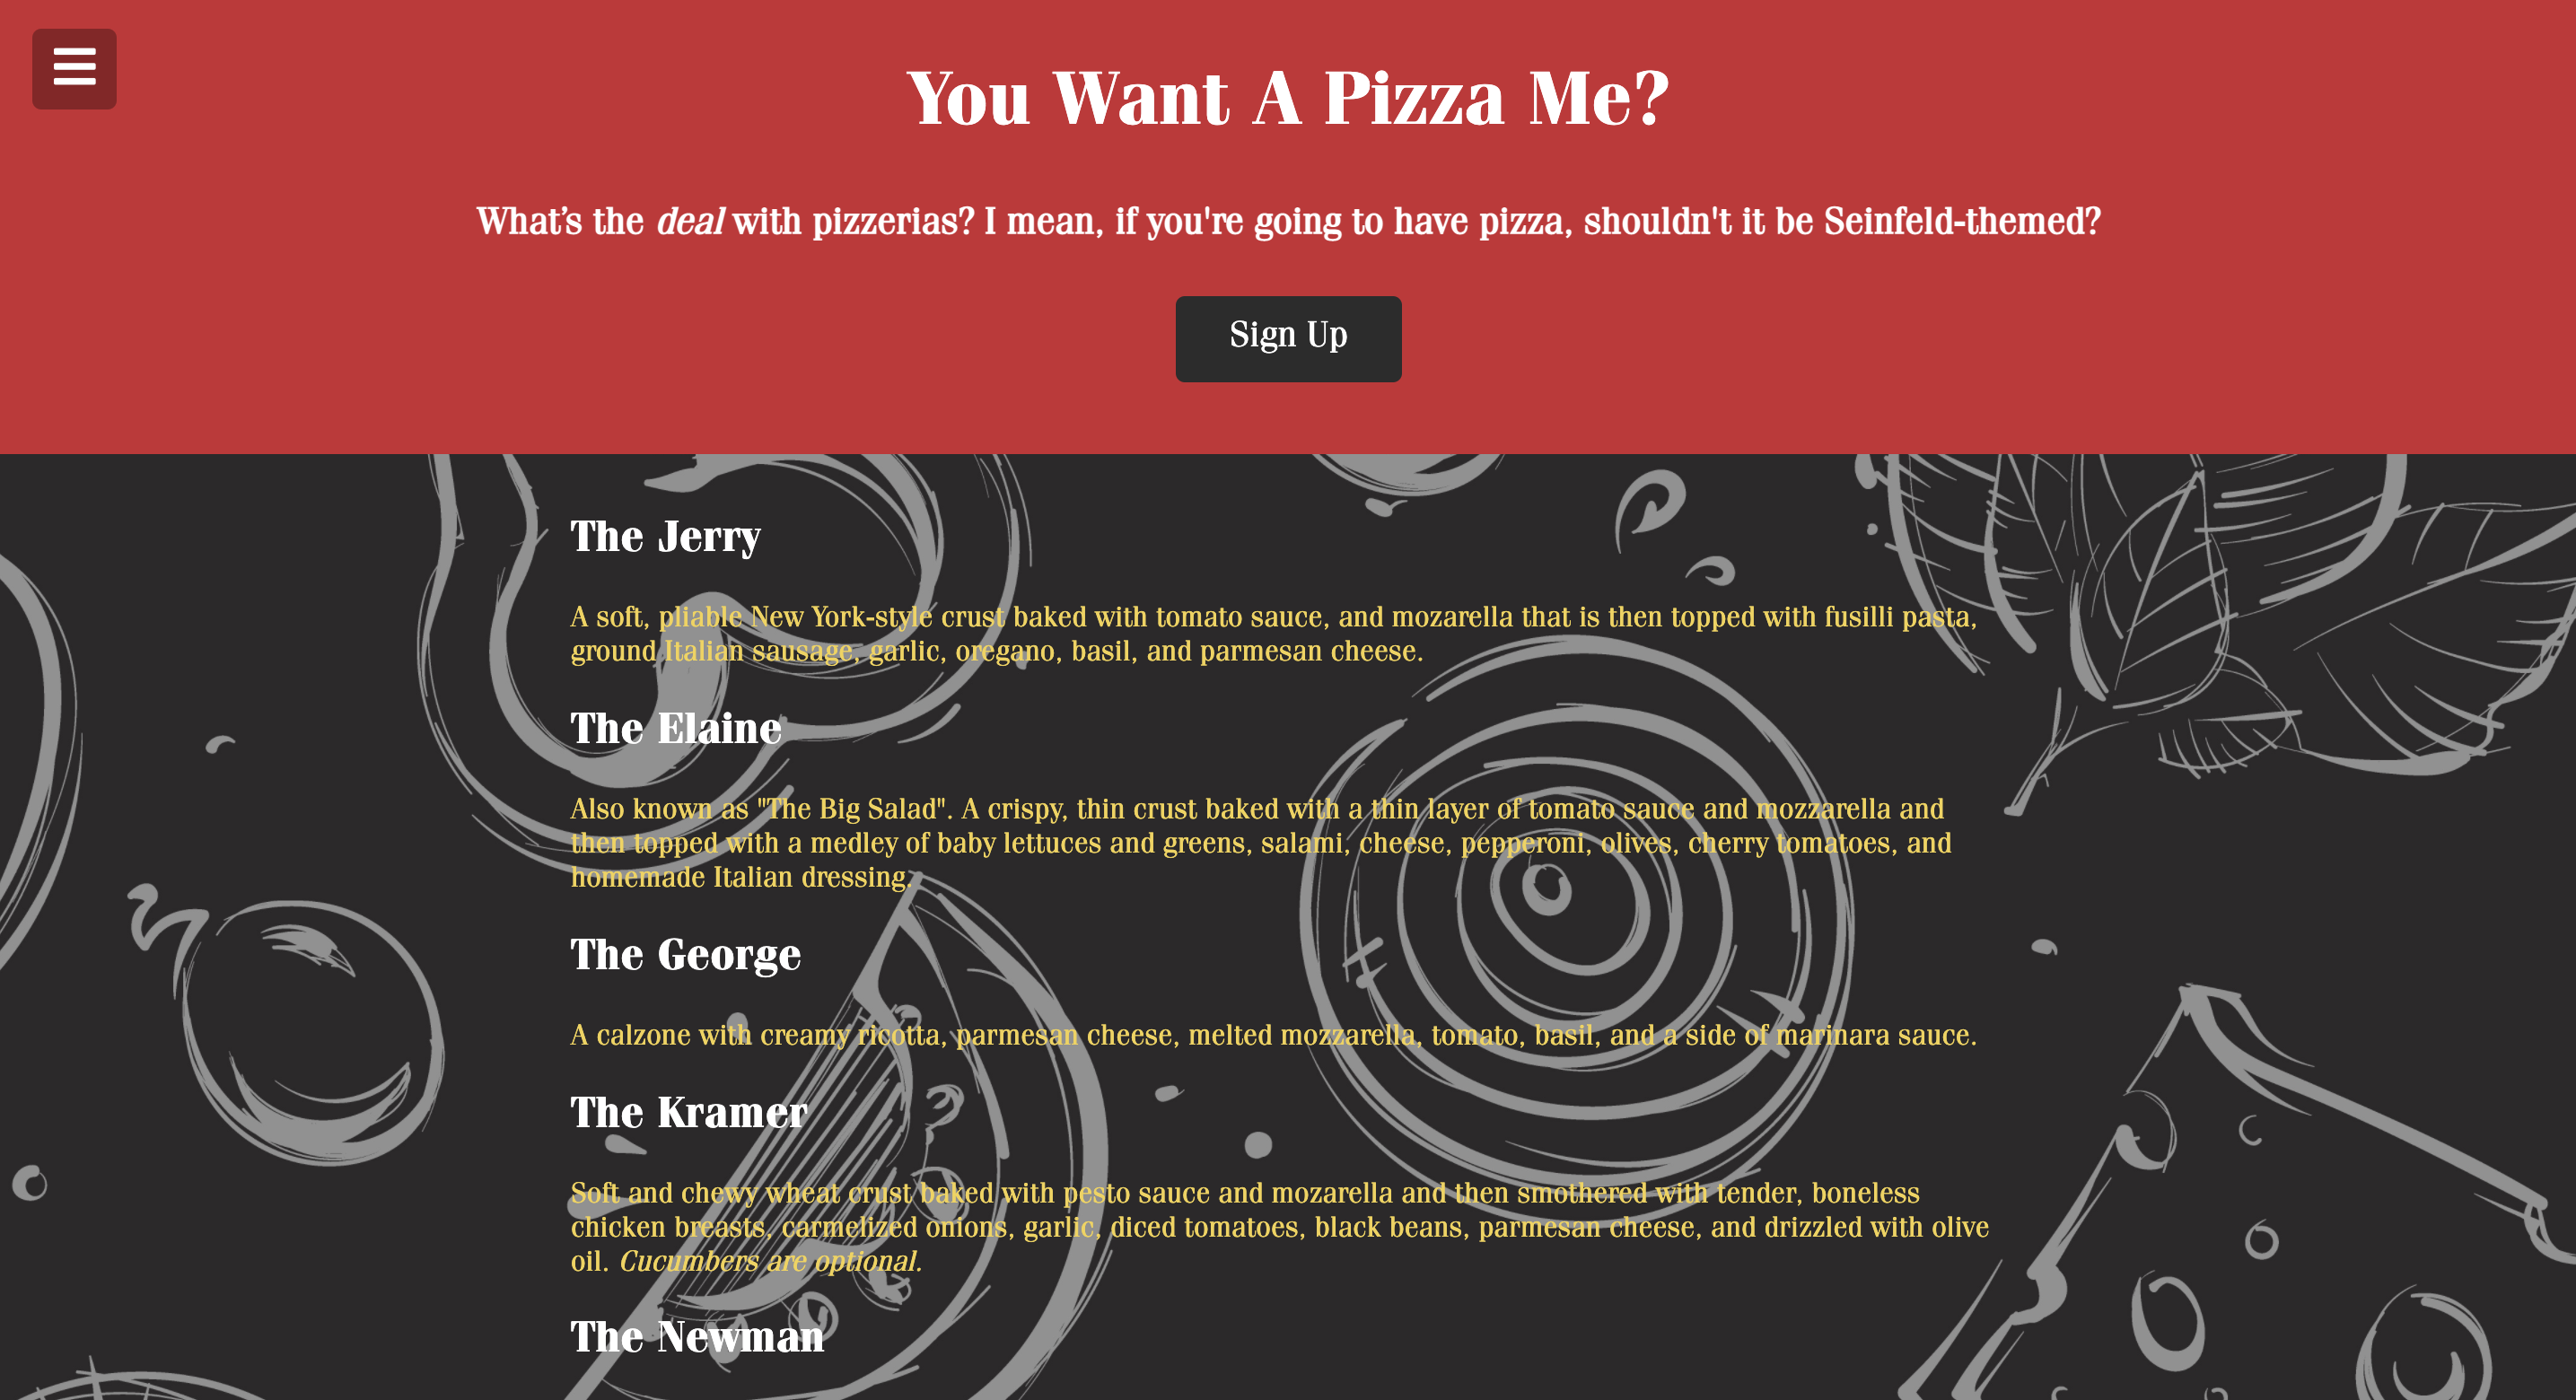 You Want A Pizza Me?
What’s the deal with pizzerias? I mean, if you're going to have pizza, shouldn't it be Seinfeld-themed?
Sign Up
The Jerry
A soft, pliable New York-style crust baked with tomato sauce, and mozarella that is then topped with fusilli pasta,
ground Italian sausage, garlic, oregano, basil, and parmesan cheese.
The Elaine
Also known as "The Big Salad". A crispy, thin crust baked with a thin layer of tomato sauce and mozzarella and
then topped with a medley of baby lettuces and greens, salami, cheese, pepperoni, olives, cherry tomatoes, and
homemade Italian dressing.
The George
A calzone with creamy ricotta, parmesan cheese, melted mozzarella, tomato, basil, and a side of marinara sauce.
The Kramer
Soft and chewy wheat crust baked with pesto sauce and mozarella and then smothered with tender, boneless
chicken breasts, carmelized onions, garlic, diced tomatoes, black beans, parmesan cheese, and drizzled with olive
oil. Cucumbers are optional.
The Newman